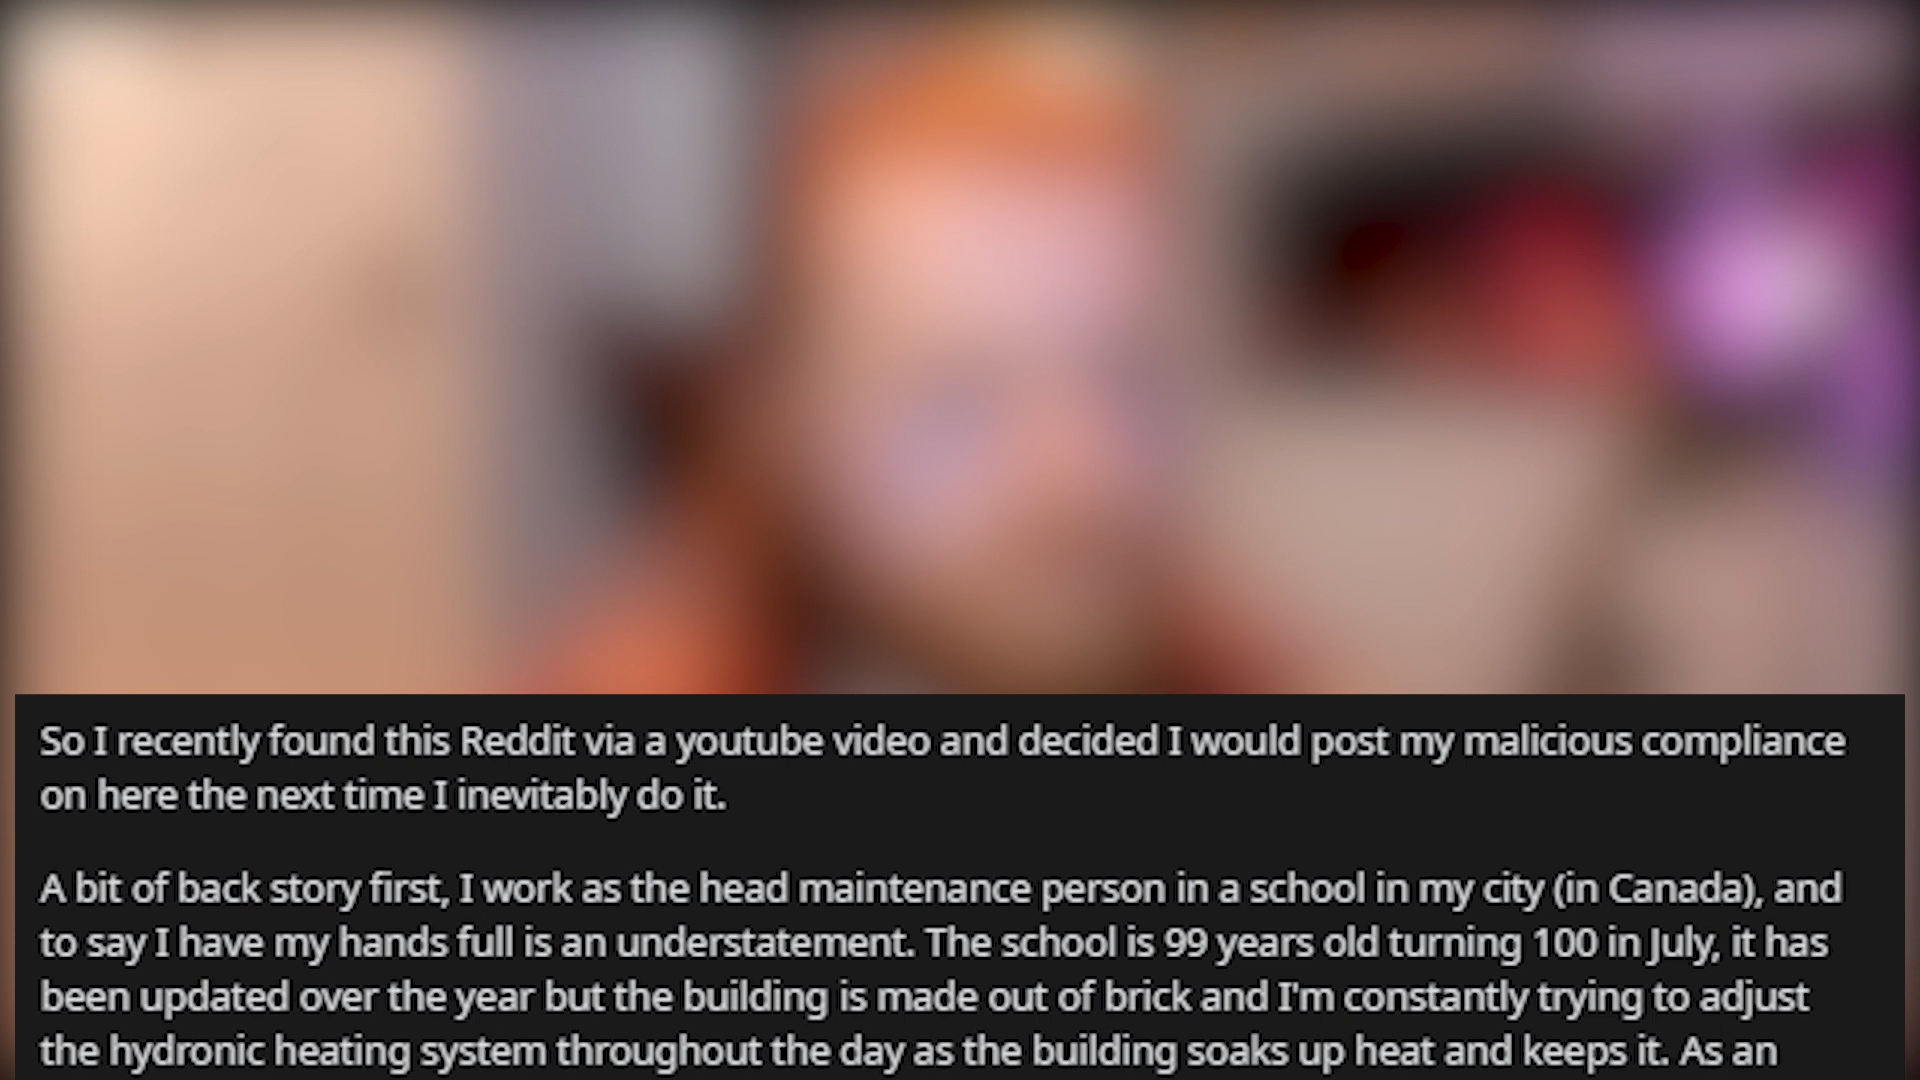 So I recently found this Reddit via a youtube video and decided I would post my malicious compliance
on here the next time I inevitably do it.
A bit of back story first, I work as the head maintenance person in a school in my city (in Canada), and
to say I have my hands full is an understatement. The school is 99 years old turning 100 in July, it has
been updated over the year but the building is made out of brick and I'm constantly trying to adjust
the hydronic heating system throughout the day as the building soaks up heat and keeps it. As an